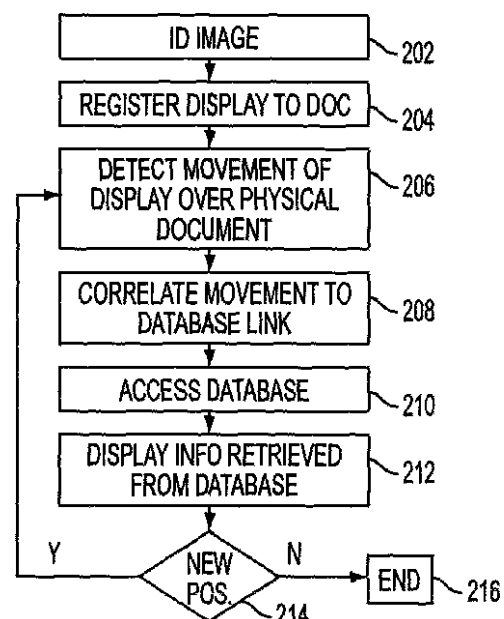 ID IMAGE
202
REGISTER DISPLAY TO DOC
204
DETECT MOVEMENT OF
DISPLAY OVER PHYSICAL
DOCUMENT
206
CORRELATE MOVEMENT TO
DATABASE LINK
208
ACCESS DATABASE
210
DISPLAY INFO RETRIEVED
FROM DATABASE
212
Y
NEW
POS.
N
214
END
216